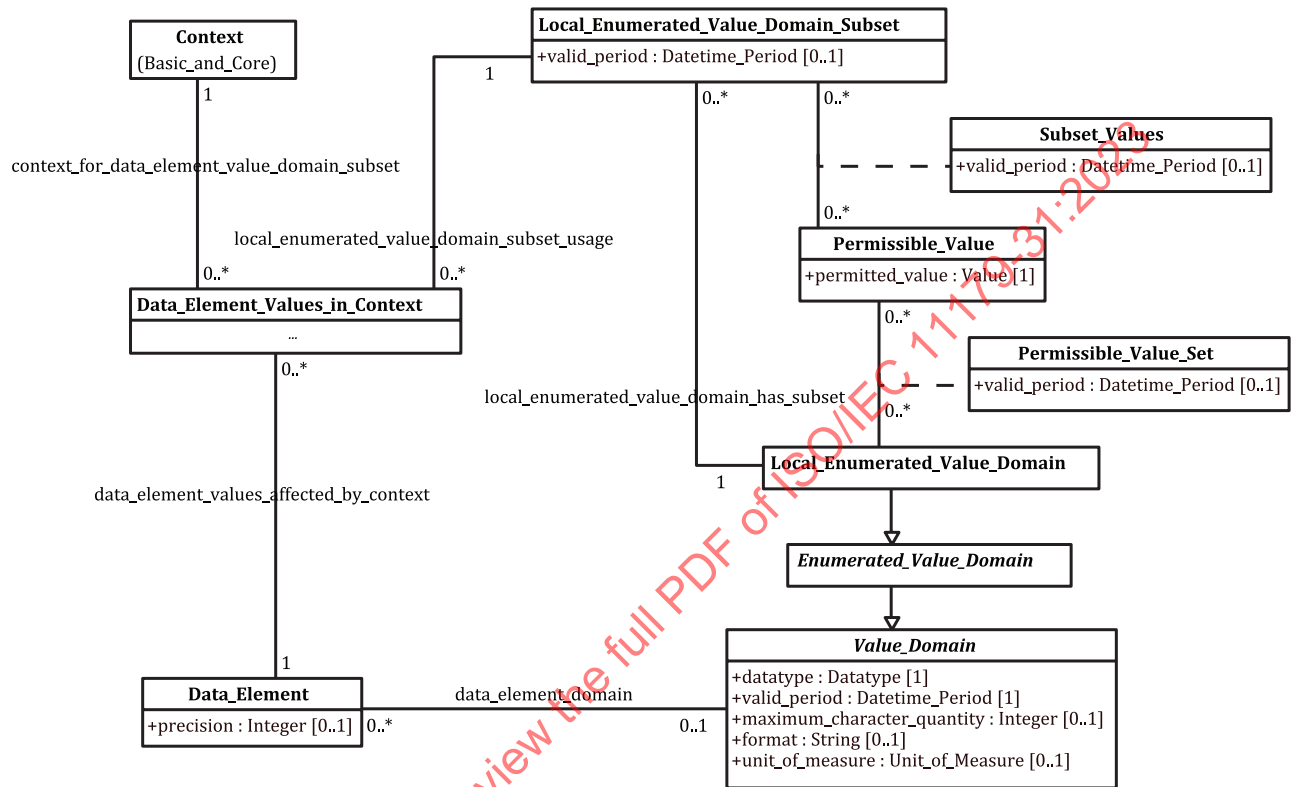 Context
(Basic_and_Core)
1
Local_Enumerated_Value_Domain_Subset
+valid_period : Datetime_Period [0..1]
1
0..*
0..*
Subset_Values
+valid_period : Datetime_Period [0..1]
context_for_data_element_value_domain_subset
0..*
local_enumerated_value_domain_subset_usage
0..*
0..*
Permissible_Value
+permitted_value : Value [1]
0..*
Data_Element_Values_in_Context
...
0..*
Permissible_Value_Set
+valid_period : Datetime_Period [0..1]
local_enumerated_value_domain_has_subset
0..*
Local_Enumerated_Value_Domain
1
data_element_values_affected_by_context
Enumerated_Value_Domain
Value_Domain
+datatype : Datatype [1]
+valid_period : Datetime_Period [1]
+maximum_character_quantity : Integer [0..1]
+format : String [0..1]
+unit_of_measure : Unit_of_Measure [0..1]
1
Data_Element
+precision : Integer [0..1]
0..*
data_element_domain
0..1
view the full PDF of ISO/IEC 11179-31:2023